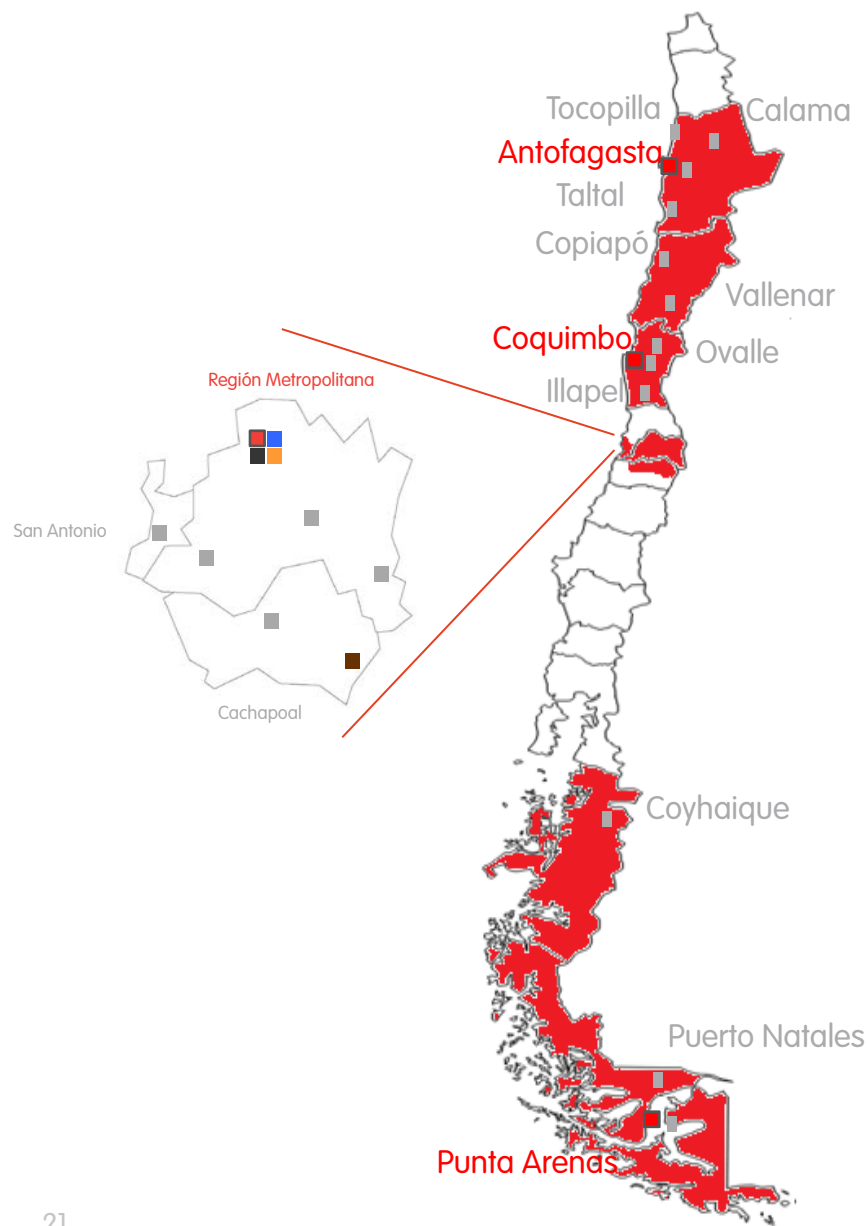 Tocopilla
Calama
Antofagasta
Taltal
Copiapó
Vallenar
Coquimbo
Ovalle
Illapel
Región Metropolitana
San Antonio
Cachapoal
Coyhaique
Puerto Natales
Punta Arenas
21